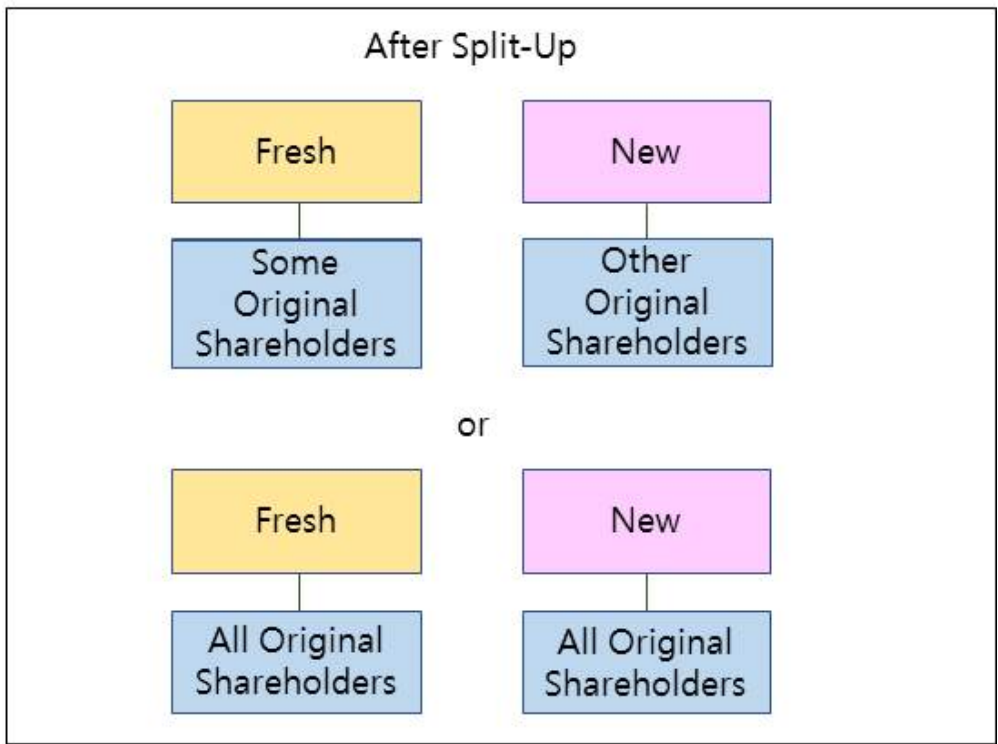 After Split-Up
Fresh
New
Some
Original
Shareholders
Other
Original
Shareholders
or
Fresh
New
All Original
Shareholders
All Original
Shareholders